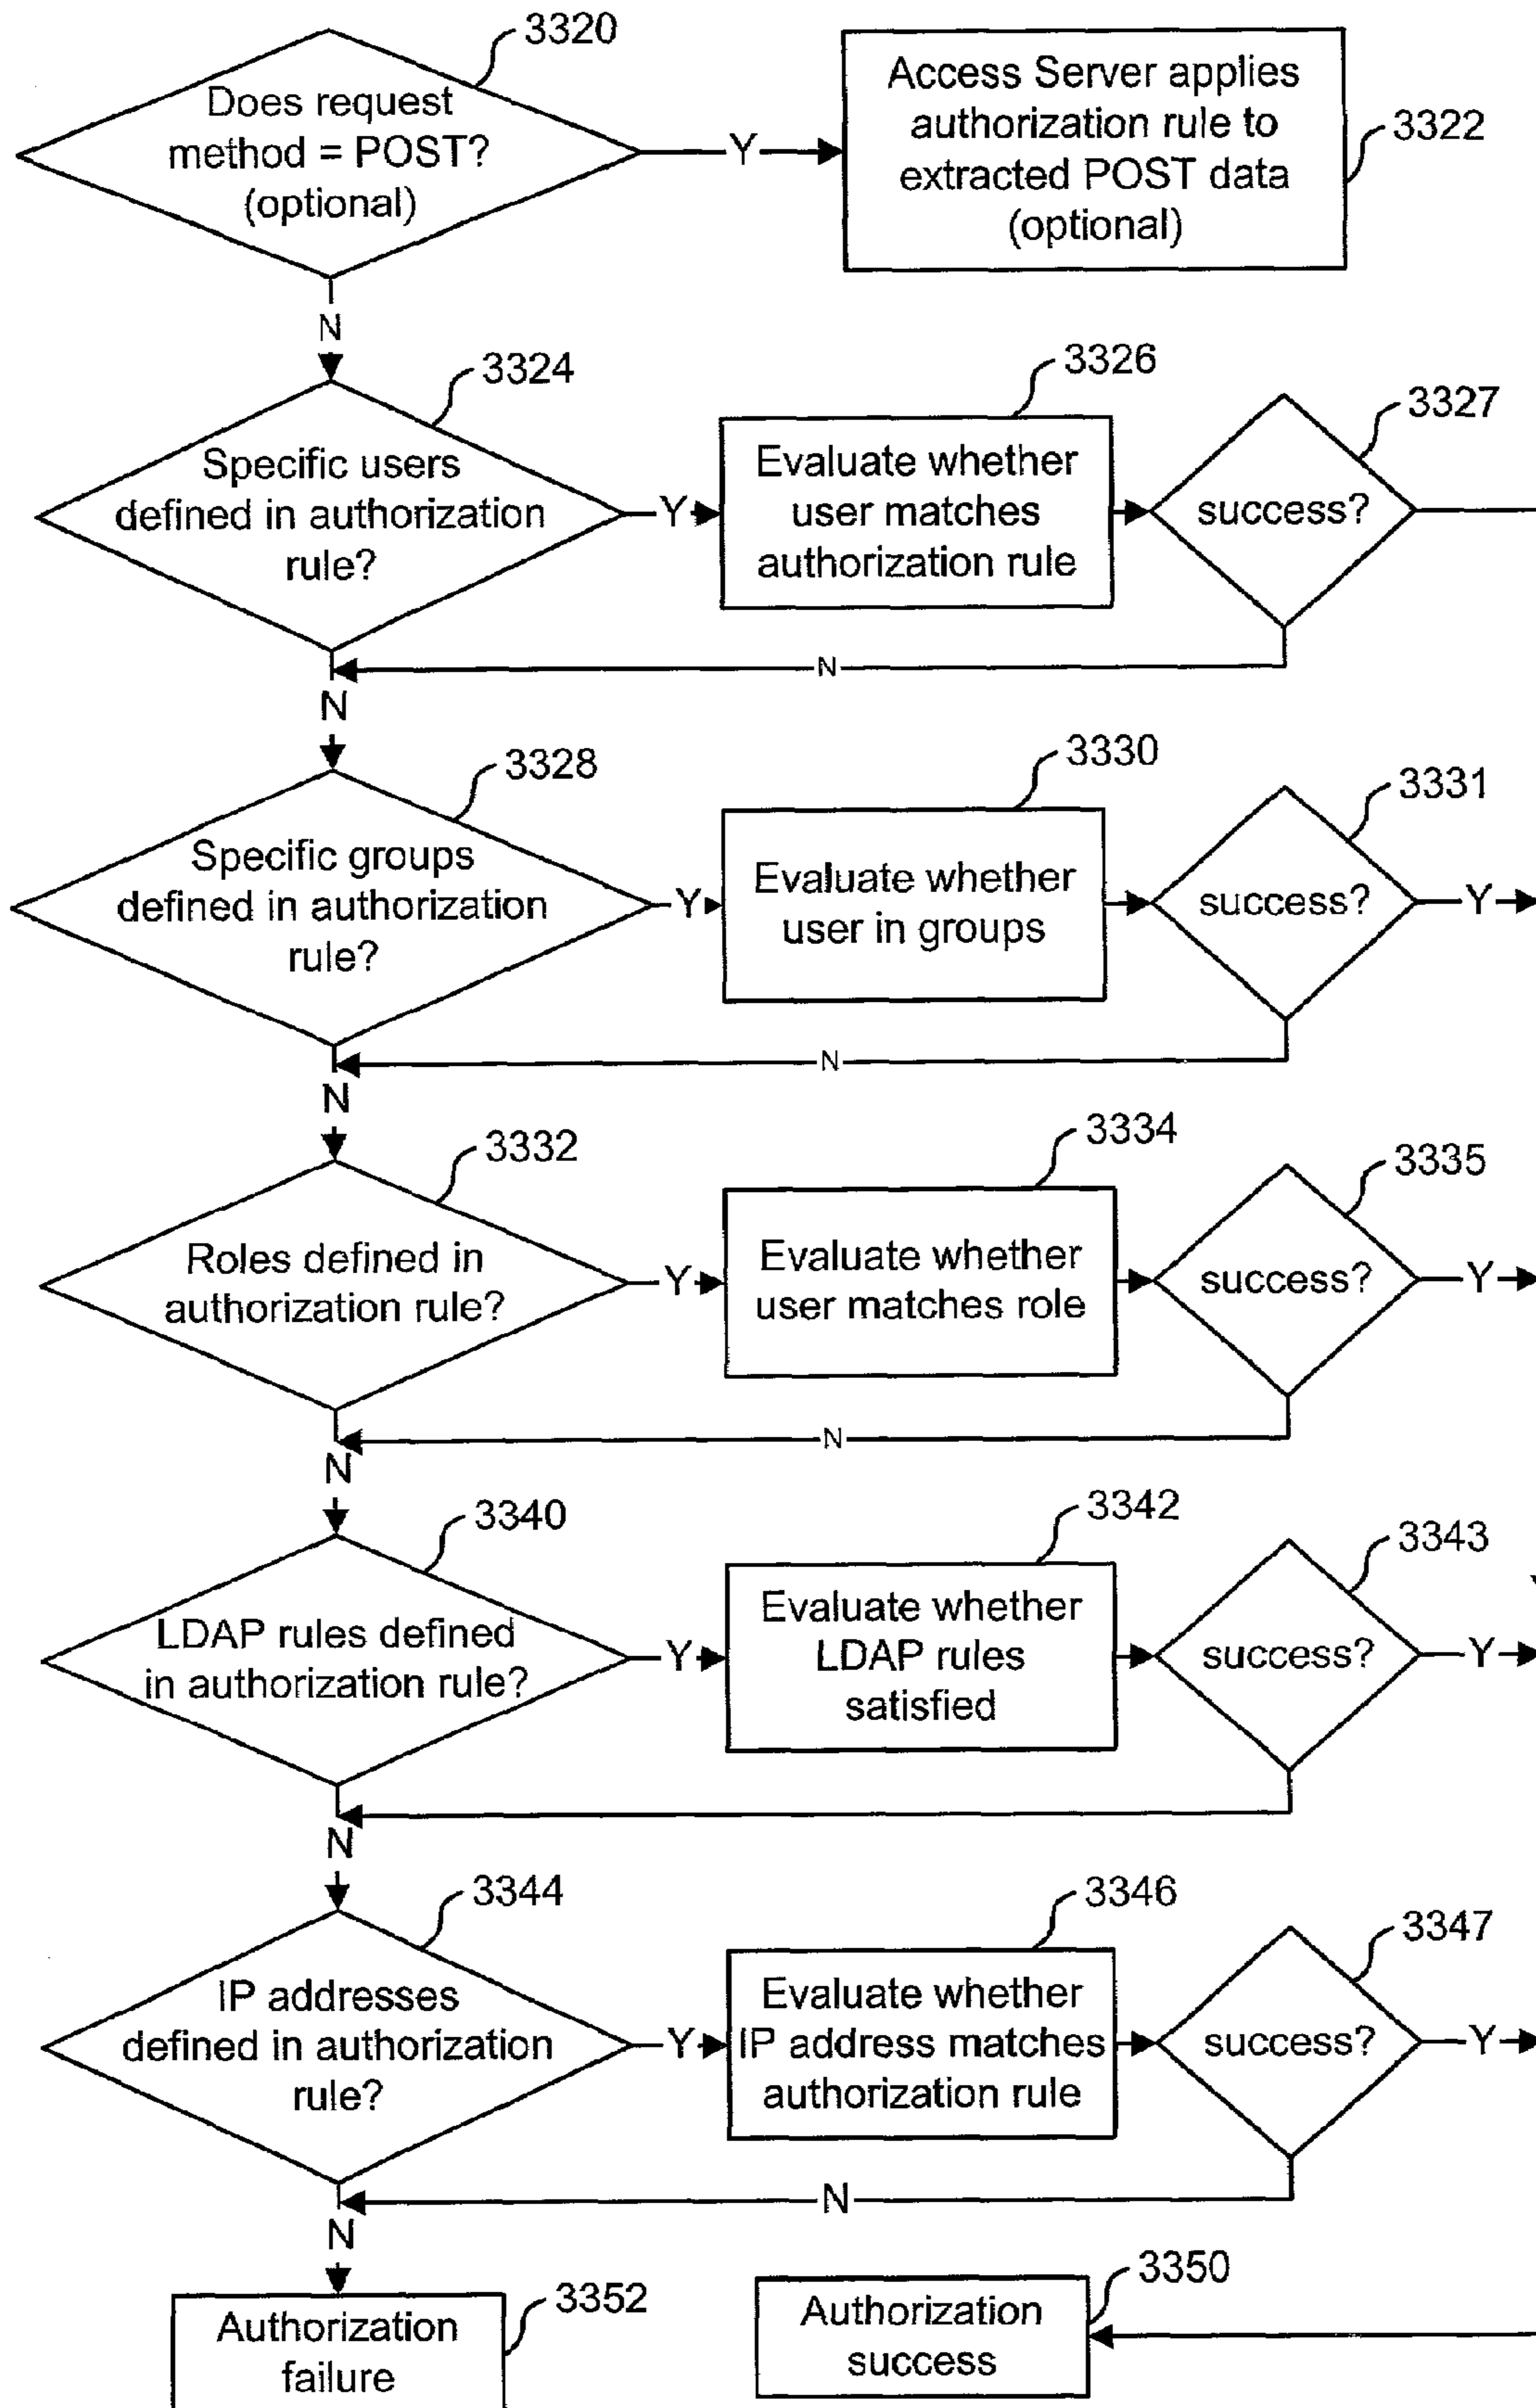 3320
Does request
method = POST?
(optional)
Y
Access Server applies
authorization rule to
extracted POST data
(optional)
3322
N
3324
Specific users
defined in authorization
rule?
Y
3326
Evaluate whether
user matches
authorization rule
3327
success?
N
N
3328
Specific groups
defined in authorization
rule?
Y
3330
Evaluate whether
user in groups
3331
success?
Y
N
N
3332
Roles defined in
authorization rule?
Y
3334
Evaluate whether
user matches role
3335
success?
Y
N
N
3340
LDAP rules defined
in authorization rule?
Y
3342
Evaluate whether
LDAP rules
satisfied
3343
success?
Y
N
3344
IP addresses
defined in authorization
rule?
Y
3346
Evaluate whether
IP address matches
authorization rule
3347
success?
Y
N
N
3352
Authorization
failure
3350
Authorization
success